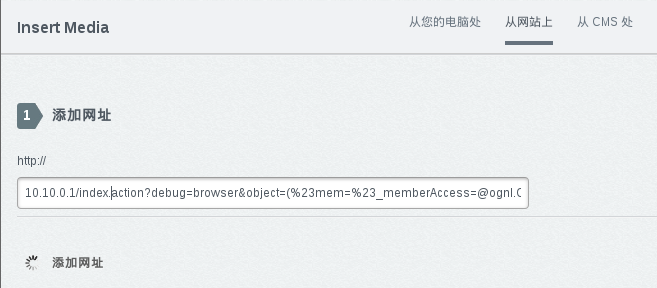 Insert Media
从您的电脑处 从网站上 从 CMS 处
1 添加网址
http://
10.10.0.1/index.action?debug=browser&object=(%23mem=%23_memberAccess=@ognl.O
添加网址